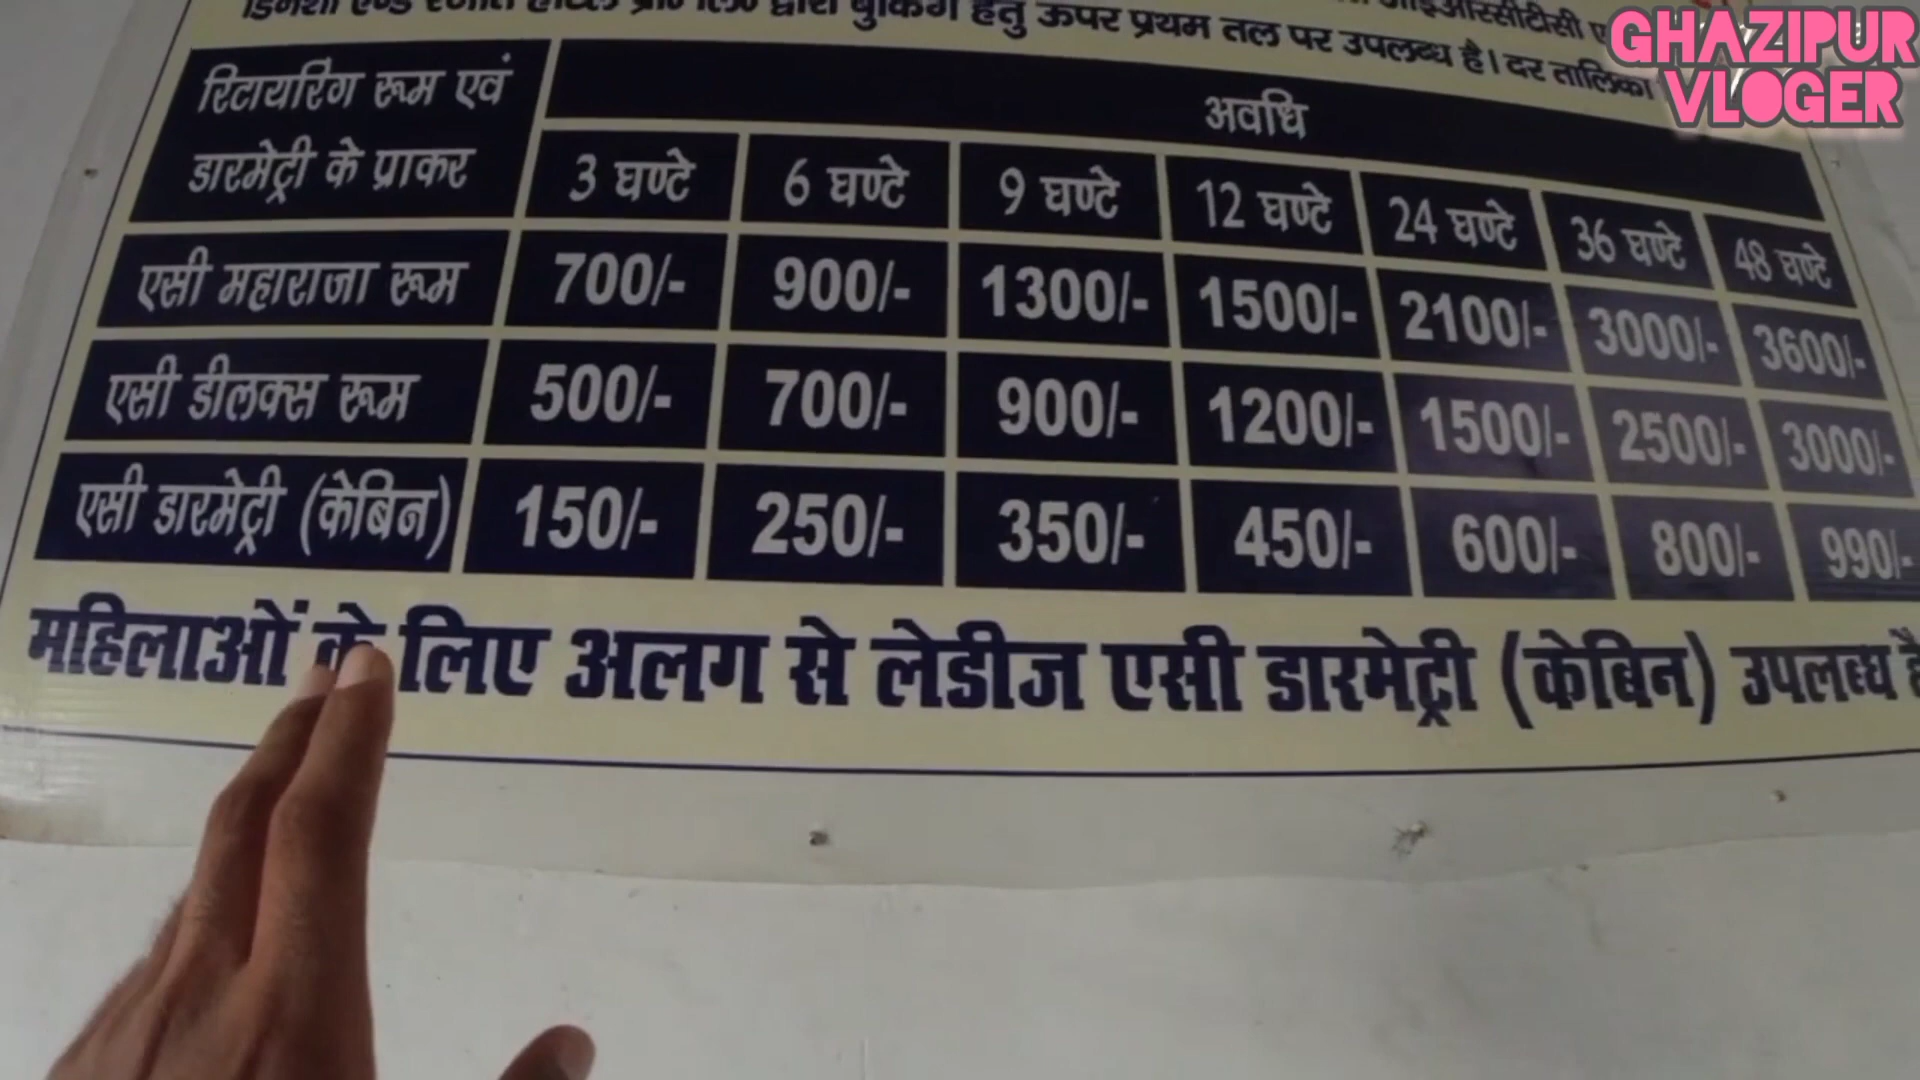 एण्ड हॉस्पिटल द्वारा बुकिंग हेतु ऊपर प्रथम तल पर उपलब्ध है। दर तालिका
GHAZIPUR
VLOGER
रिटायरिंग रूम एवं डारमेट्री के प्राकर अवधि
3 घण्टे 6 घण्टे 9 घण्टे 12 घण्टे 24 घण्टे 36 घण्टे 48 घण्टे
एसी महाराजा रूम 700/- 900/- 1300/- 1500/- 2100/- 3000/- 3600/-
एसी डीलक्स रूम 500/- 700/- 900/- 1200/- 1500/- 2500/- 3000/-
एसी डारमेट्री (केबिन) 150/- 250/- 350/- 450/- 600/- 800/- 990/-
महिलाओं के लिए अलग से लेडीज एसी डारमेट्री (केबिन) उपलब्ध है